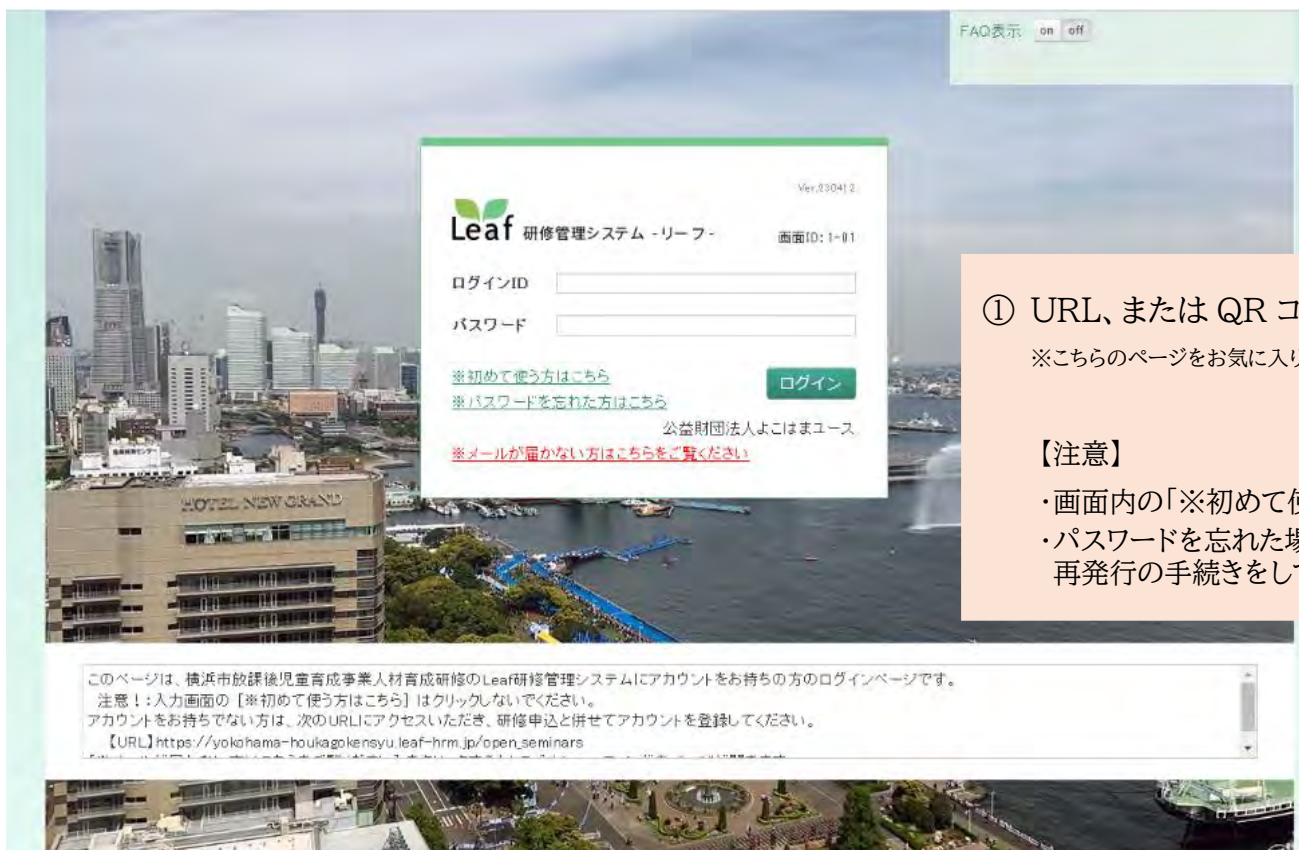 FAQ表示 on off
Ver.230412
Leaf 研修管理システム -リーフ-
画面ID:1-01
ログインID
パスワード
※初めて使う方はこちら
※パスワードを忘れた方はこちら
ログイン
公益財団法人よこはまユース
※メールが届かない方はこちらをご覧ください
① URL、または QR コ
※こちらのページをお気に入り
【注意】
・画面内の「※初めて使
・パスワードを忘れた場
再発行の手続きをして
HOTEL NEW GRAND
このページは、横浜市放課後児童育成事業人材育成研修のLeaf研修管理システムにアカウントをお持ちの方のログインページです。
注意!:入力画面の [※初めて使う方はこちら] はクリックしないでください。
アカウントをお持ちでない方は、次のURLにアクセスいただき、研修申込と併せてアカウントを登録してください。
【URL】https://yokohama-houkagokensyu.leaf-hrm.jp/open_seminars